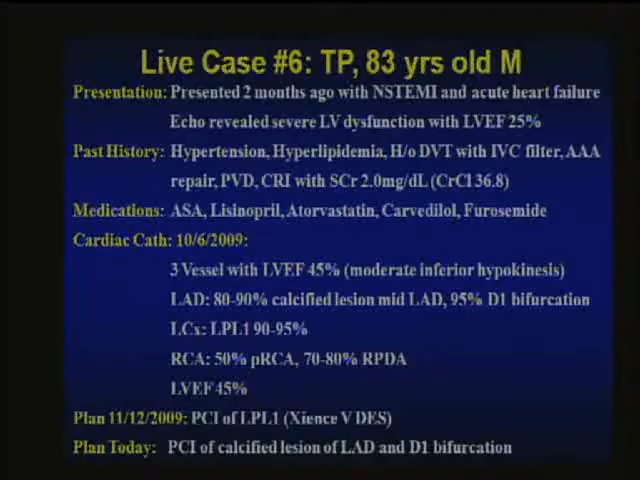 Live Case #6: TP, 83 yrs old M
Presentation: Presented 2 months ago with NSTEMI and acute heart failure
Echo revealed severe LV dysfunction with LVEF 25%
Past History: Hypertension, Hyperlipidemia, H/o DVT with IVC filter, AAA
repair, PVD, CRI with SCr 2.0mg/dL (CrCl 36.8)
Medications: ASA, Lisinopril, Atorvastatin, Carvedilol, Furosemide
Cardiac Cath: 10/6/2009:
3 Vessel with LVEF 45% (moderate inferior hypokinesis)
LAD: 80-90% calcified lesion mid LAD, 95% D1 bifurcation
LCx: LPL1 90-95%
RCA: 50% pRCA, 70-80% RPDA
LVEF 45%
Plan 11/12/2009: PCI of LPL1 (Xience V DES)
Plan Today: PCI of calcified lesion of LAD and D1 bifurcation